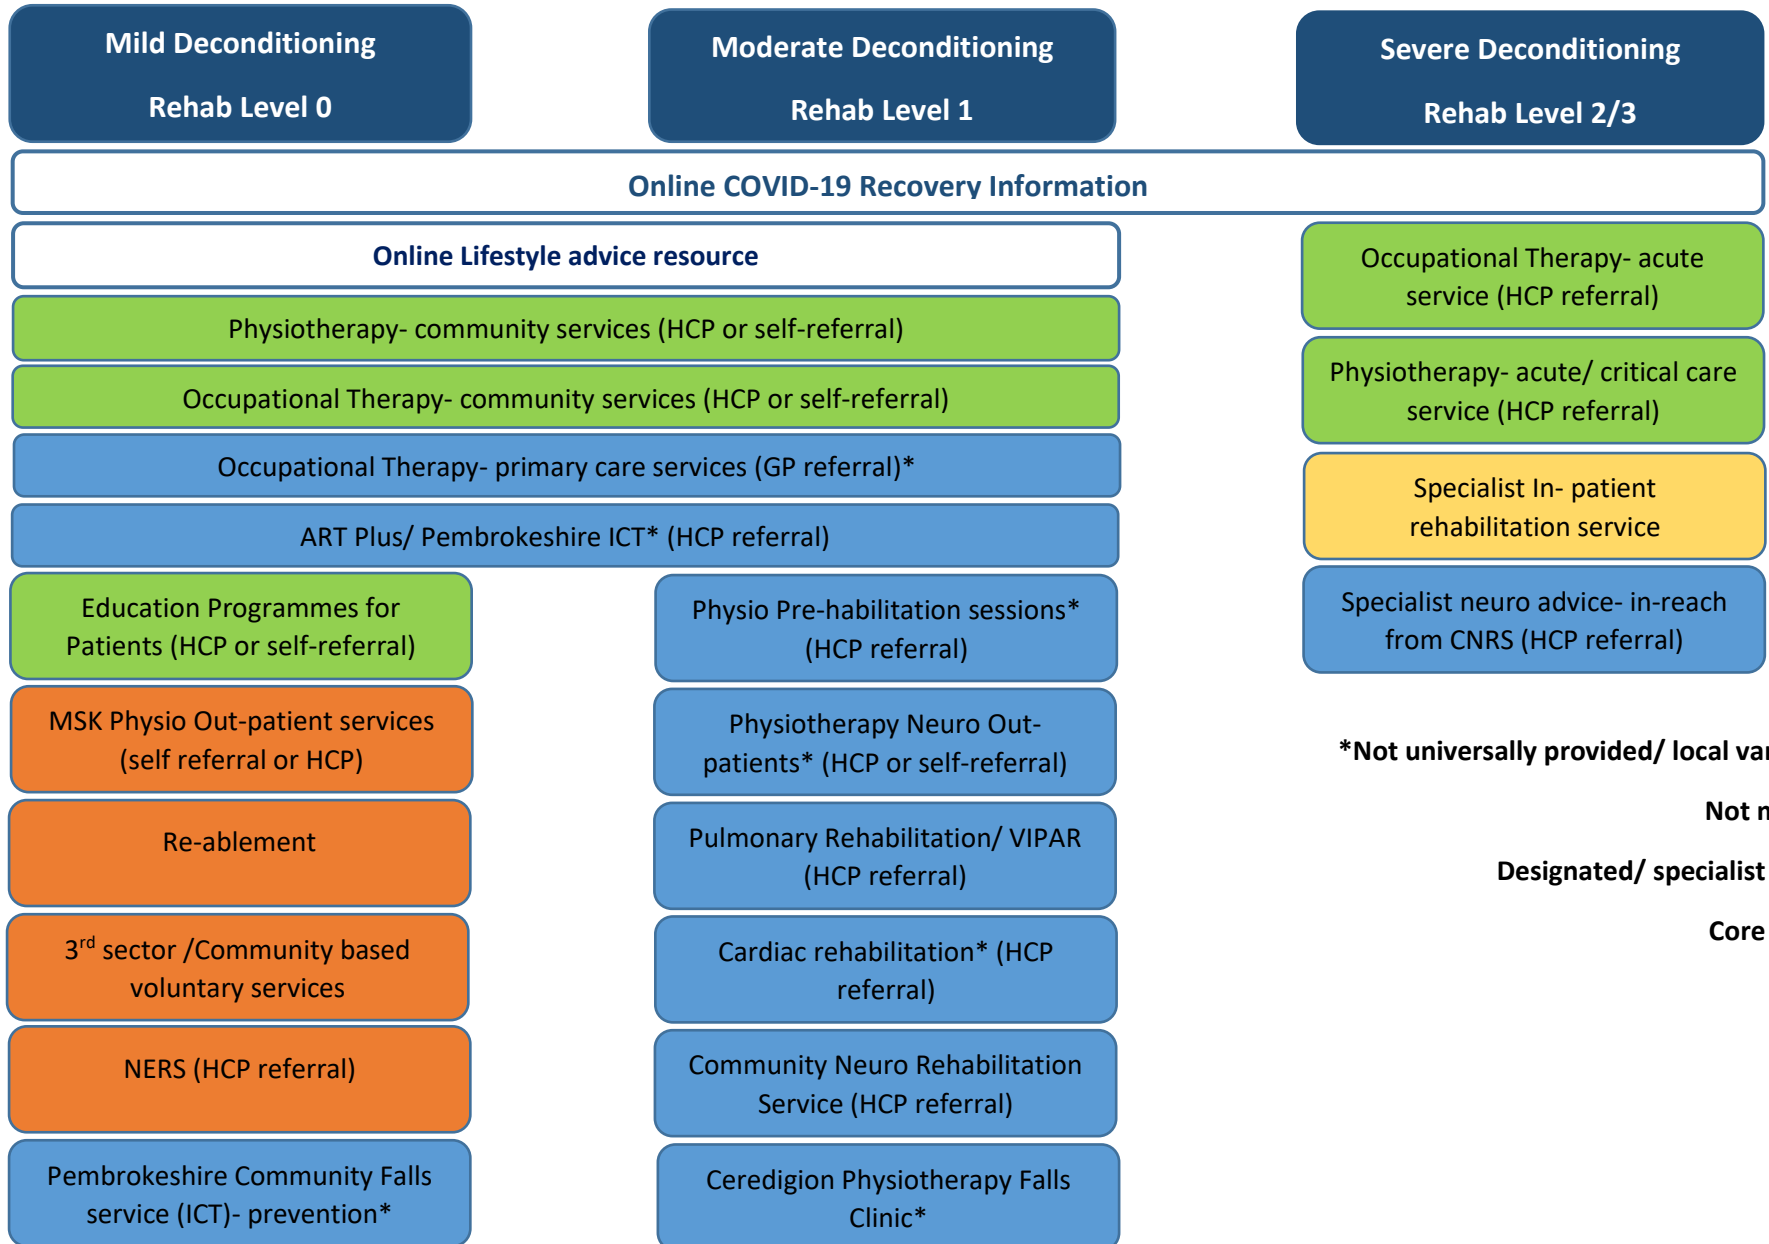 Mild Deconditioning
Rehab Level 0
Moderate Deconditioning
Rehab Level 1
Severe Deconditioning
Rehab Level 2/3
Online COVID-19 Recovery Information
Online Lifestyle advice resource
Physiotherapy- community services (HCP or self-referral)
Occupational Therapy- community services (HCP or self-referral)
Occupational Therapy- primary care services (GP referral)*
ART Plus/ Pembrokeshire ICT* (HCP referral)
Education Programmes for
Patients (HCP or self-referral)
MSK Physio Out-patient services
(self referral or HCP)
Re-ablement
3rd sector /Community based
voluntary services
NERS (HCP referral)
Pembrokeshire Community Falls
service (ICT)- prevention*
Physio Pre-habilitation sessions*
(HCP referral)
Physiotherapy Neuro Out-
patients* (HCP or self-referral)
Pulmonary Rehabilitation/ VIPAR
(HCP referral)
Cardiac rehabilitation* (HCP
referral)
Community Neuro Rehabilitation
Service (HCP referral)
Ceredigion Physiotherapy Falls
Clinic*
Occupational Therapy- acute
service (HCP referral)
Physiotherapy- acute/ critical care
service (HCP referral)
Specialist In- patient
rehabilitation service
Specialist neuro advice- in-reach
from CNRS (HCP referral)
*Not universally provided/ local
Not
Designated/ specialist
Core